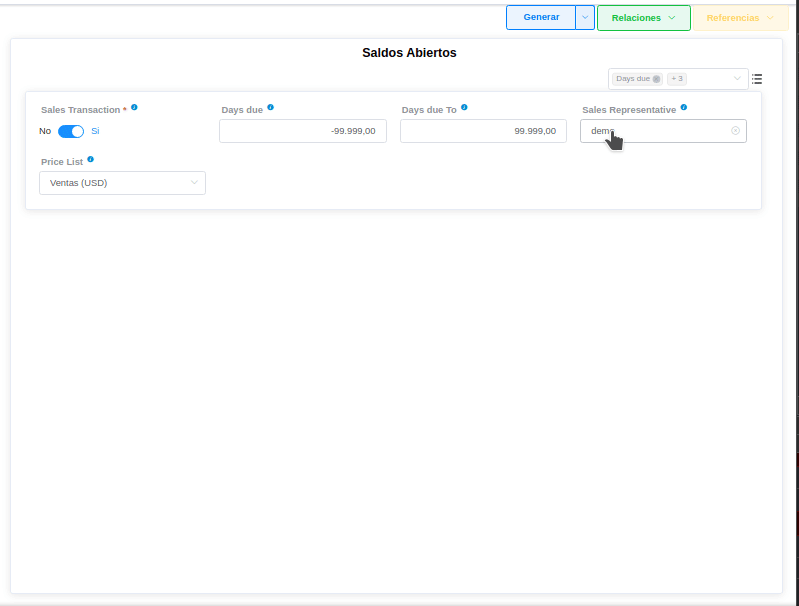 Generar
Relaciones
Referencias
Saldos Abiertos
Days due
+ 3
Sales Transaction *
Days due
Days due To
Sales Representative
No
Si
-99.999,00
99.999,00
Price List
Ventas (USD)